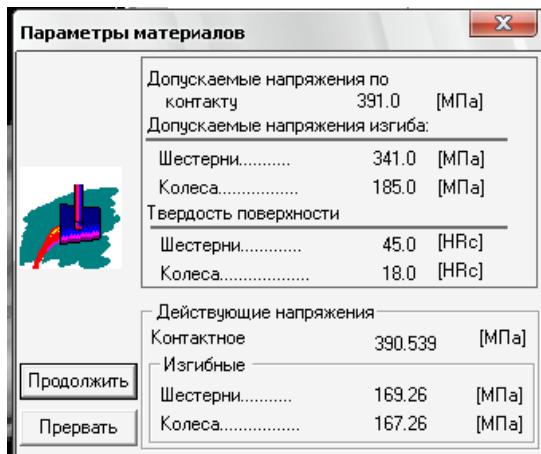 Параметры материалов
Допускаемые напряжения по
контакту 391.0 [МПа]
Допускаемые напряжения изгиба:
Шестерни.......... 341.0 [МПа]
Колеса................. 185.0 [МПа]
Твердость поверхности
Шестерни............. 45.0 [HRc]
Колеса................... 18.0 [HRc]
Действующие напряжения
Контактное 390.539 [МПа]
Изгибные
Шестерни........... 169.26 [МПа]
Колеса................. 167.26 [МПа]
Продолжить
Прервать